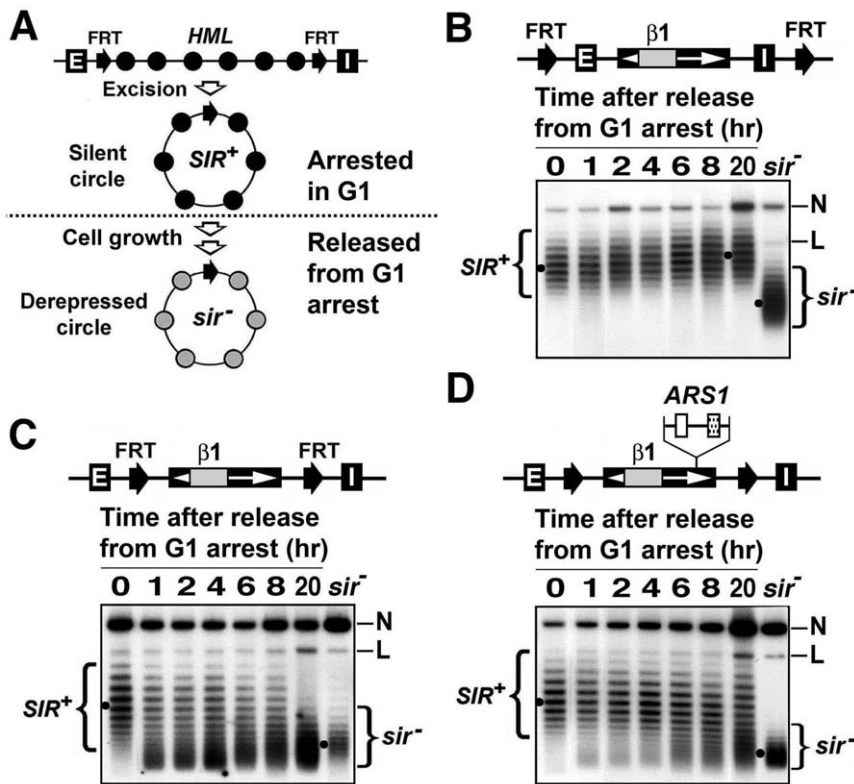 A
FRT HML FRT
E I
Excision
Silent circle
SIR+
Arrested in G1
Cell growth
Released from G1 arrest
Derepressed circle
sir-
B
FRT E β1 I FRT
Time after release
from G1 arrest (hr)
0 1 2 4 6 8 20 sir-
N
L
SIR+
sir-
C
FRT β1 FRT
E I
Time after release
from G1 arrest (hr)
0 1 2 4 6 8 20 sir-
N
L
SIR+
sir-
D
ARS1
β1
E I
Time after release
from G1 arrest (hr)
0 1 2 4 6 8 20 sir-
N
L
SIR+
sir-